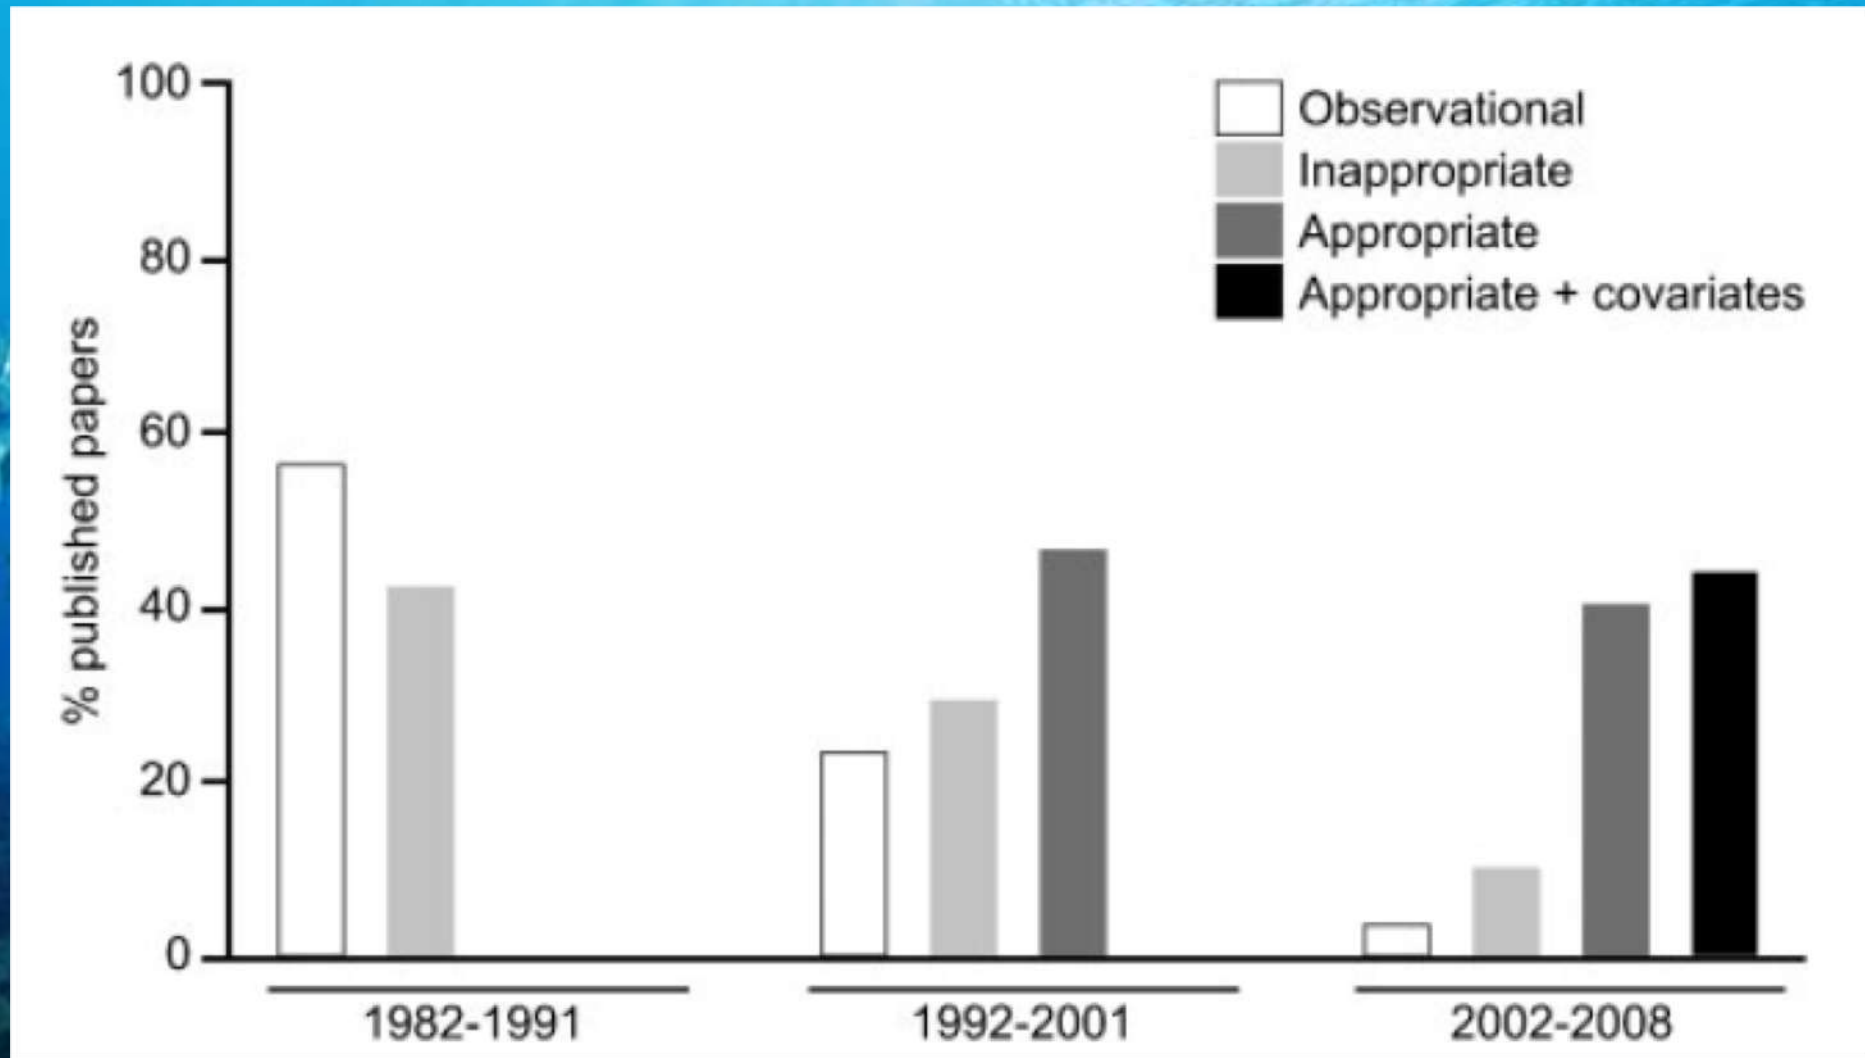 100
80
60
40
20
0
% published papers
Observational
Inappropriate
Appropriate
Appropriate + covariates
1982-1991
1992-2001
2002-2008